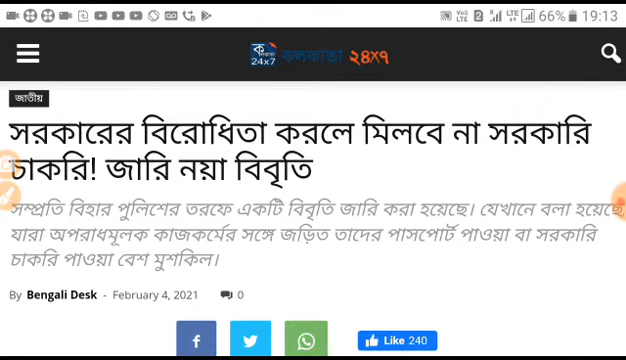 66% 19:13
কলকাতা 24x7 কলকাতা ২৪x৭
জাতীয়
সরকারের বিরোধিতা করলে মিলবে না সরকারি
চাকরি! জারি নয়া বিবৃতি
সম্প্রতি বিহার পুলিশের তরফে একটি বিবৃতি জারি করা হয়েছে। যেখানে বলা হয়েছে
যারা অপরাধমূলক কাজকর্মের সঙ্গে জড়িত তাদের পাসপোর্ট পাওয়া বা সরকারি
চাকরি পাওয়া বেশ মুশকিল।
By Bengali Desk - February 4, 2021 0
Like 240